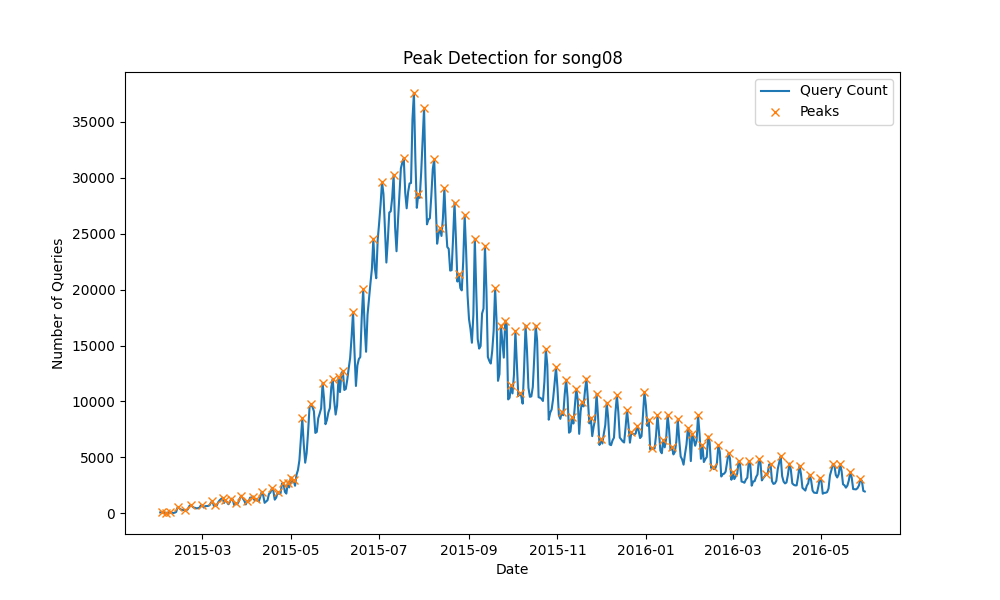 Peak Detection for song08
Query Count
Peaks
35000
30000
25000
20000
15000
10000
5000
0
Number of Queries
2015-03 2015-05 2015-07 2015-09 2015-11 2016-01 2016-03 2016-05
Date